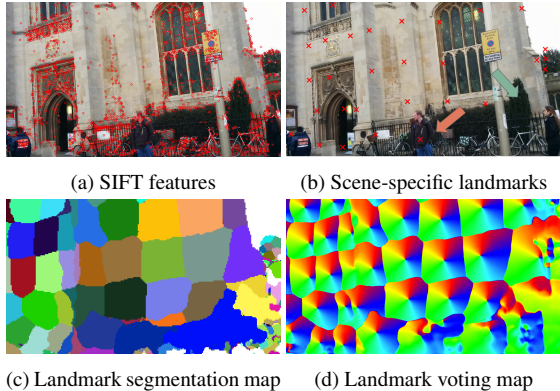 (a) SIFT features
(b) Scene-specific landmarks
(c) Landmark segmentation map
(d) Landmark voting map